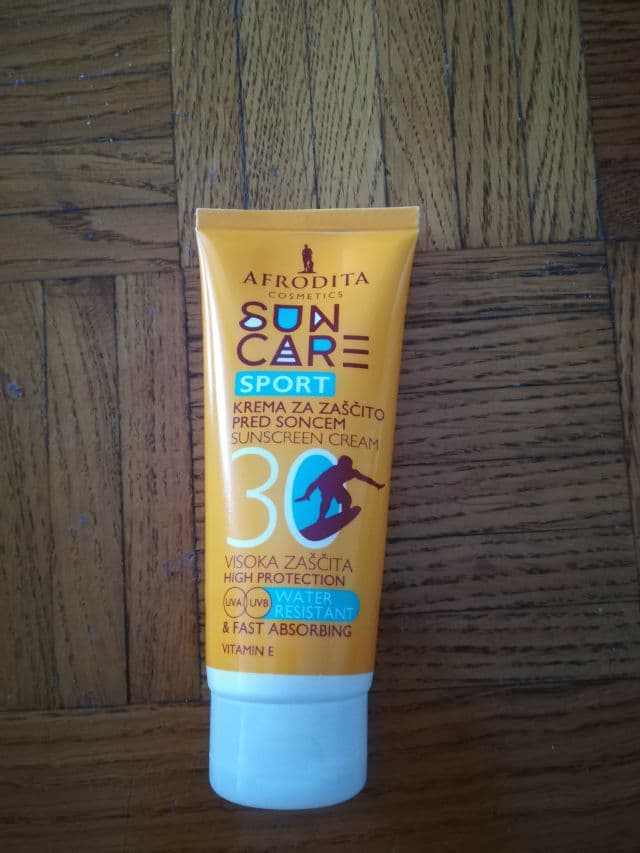 AFRODITA
COSMETICS
SUN
CARE
SPORT
KREMA ZA ZAŠČITO
PRED SONCEM
SUNSCREEN CREAM
30
VISOKA ZAŠČITA
HIGH PROTECTION
UVA UVB WATER
RESISTANT
& FAST ABSORBING
VITAMIN E